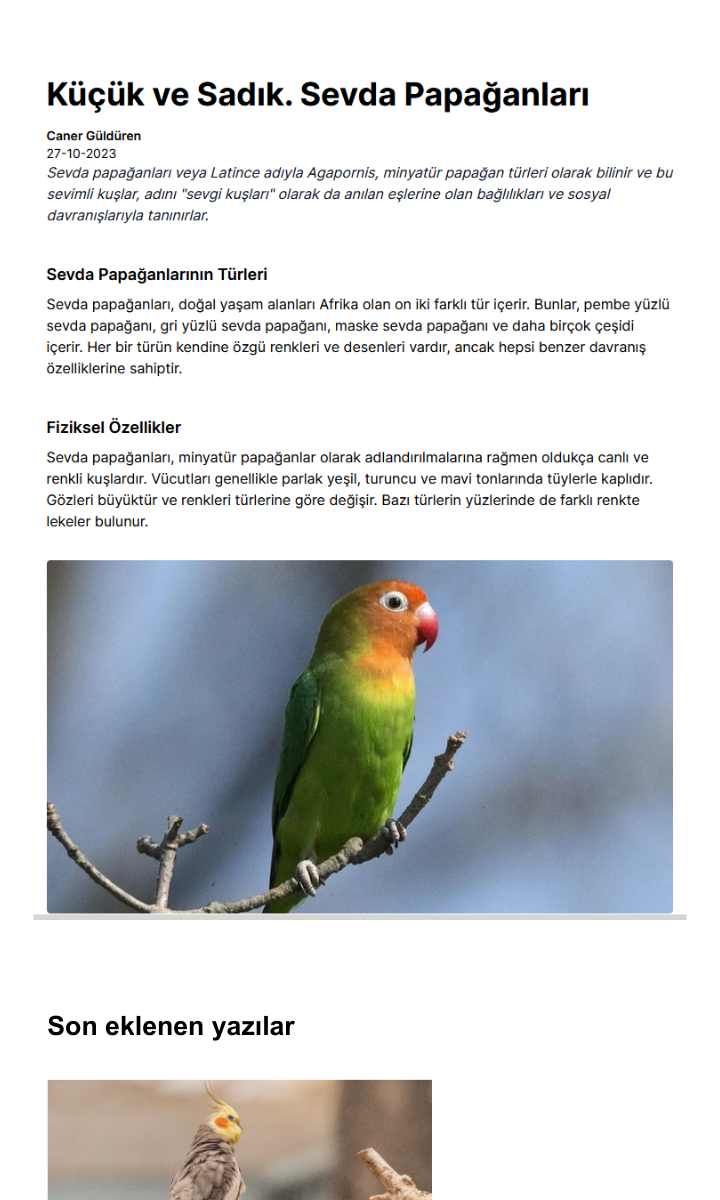 Küçük ve Sadık. Sevda Papağanları
Caner Güldüren
27-10-2023
Sevda papağanları veya Latince adıyla Agapornis, minyatür papağan türleri olarak bilinir ve bu
sevimli kuşlar, adını "sevgi kuşları" olarak da anılan eşlerine olan bağlılıkları ve sosyal
davranışlarıyla tanınırlar.
Sevda Papağanlarının Türleri
Sevda papağanları, doğal yaşam alanları Afrika olan on iki farklı tür içerir. Bunlar, pembe yüzlü
sevda papağanı, gri yüzlü sevda papağanı, maske sevda papağanı ve daha birçok çeşidi
içerir. Her bir türün kendine özgü renkleri ve desenleri vardır, ancak hepsi benzer davranış
özelliklerine sahiptir.
Fiziksel Özellikler
Sevda papağanları, minyatür papağanlar olarak adlandırılmalarına rağmen oldukça canlı ve
renkli kuşlardır. Vücutları genellikle parlak yeşil, turuncu ve mavi tonlarında tüylerle kaplıdır.
Gözleri büyüktür ve renkleri türlerine göre değişir. Bazı türlerin yüzlerinde de farklı renkte
lekeler bulunur.
Son eklenen yazılar